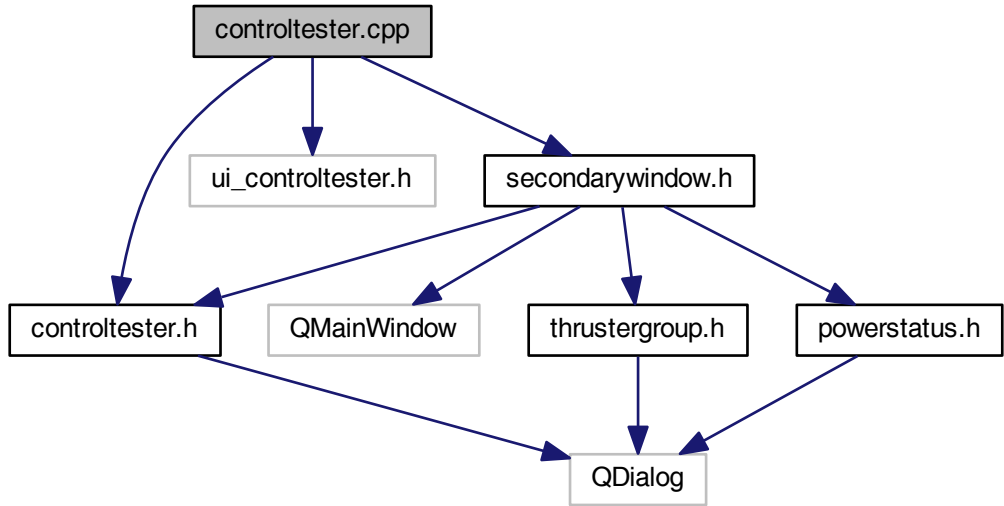 controltester.cpp
ui_controltester.h
secondarywindow.h
controltester.h
QMainWindow
thrustergroup.h
powerstatus.h
QDialog